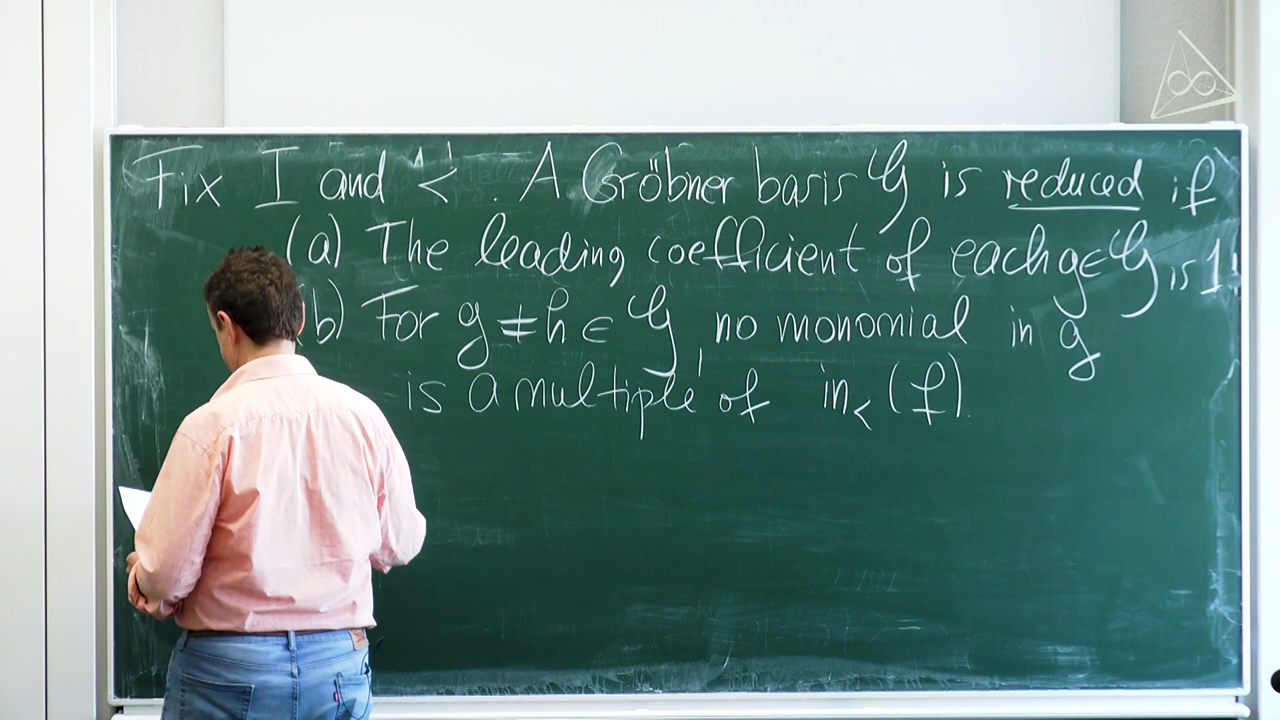 Fix I and <. A Gröbner basis 𝒢 is reduced if
(a) The leading coefficient of each g∈𝒢 is 1.
(b) For g≠h ∈ 𝒢, no monomial in g
is a multiple of in<(f).